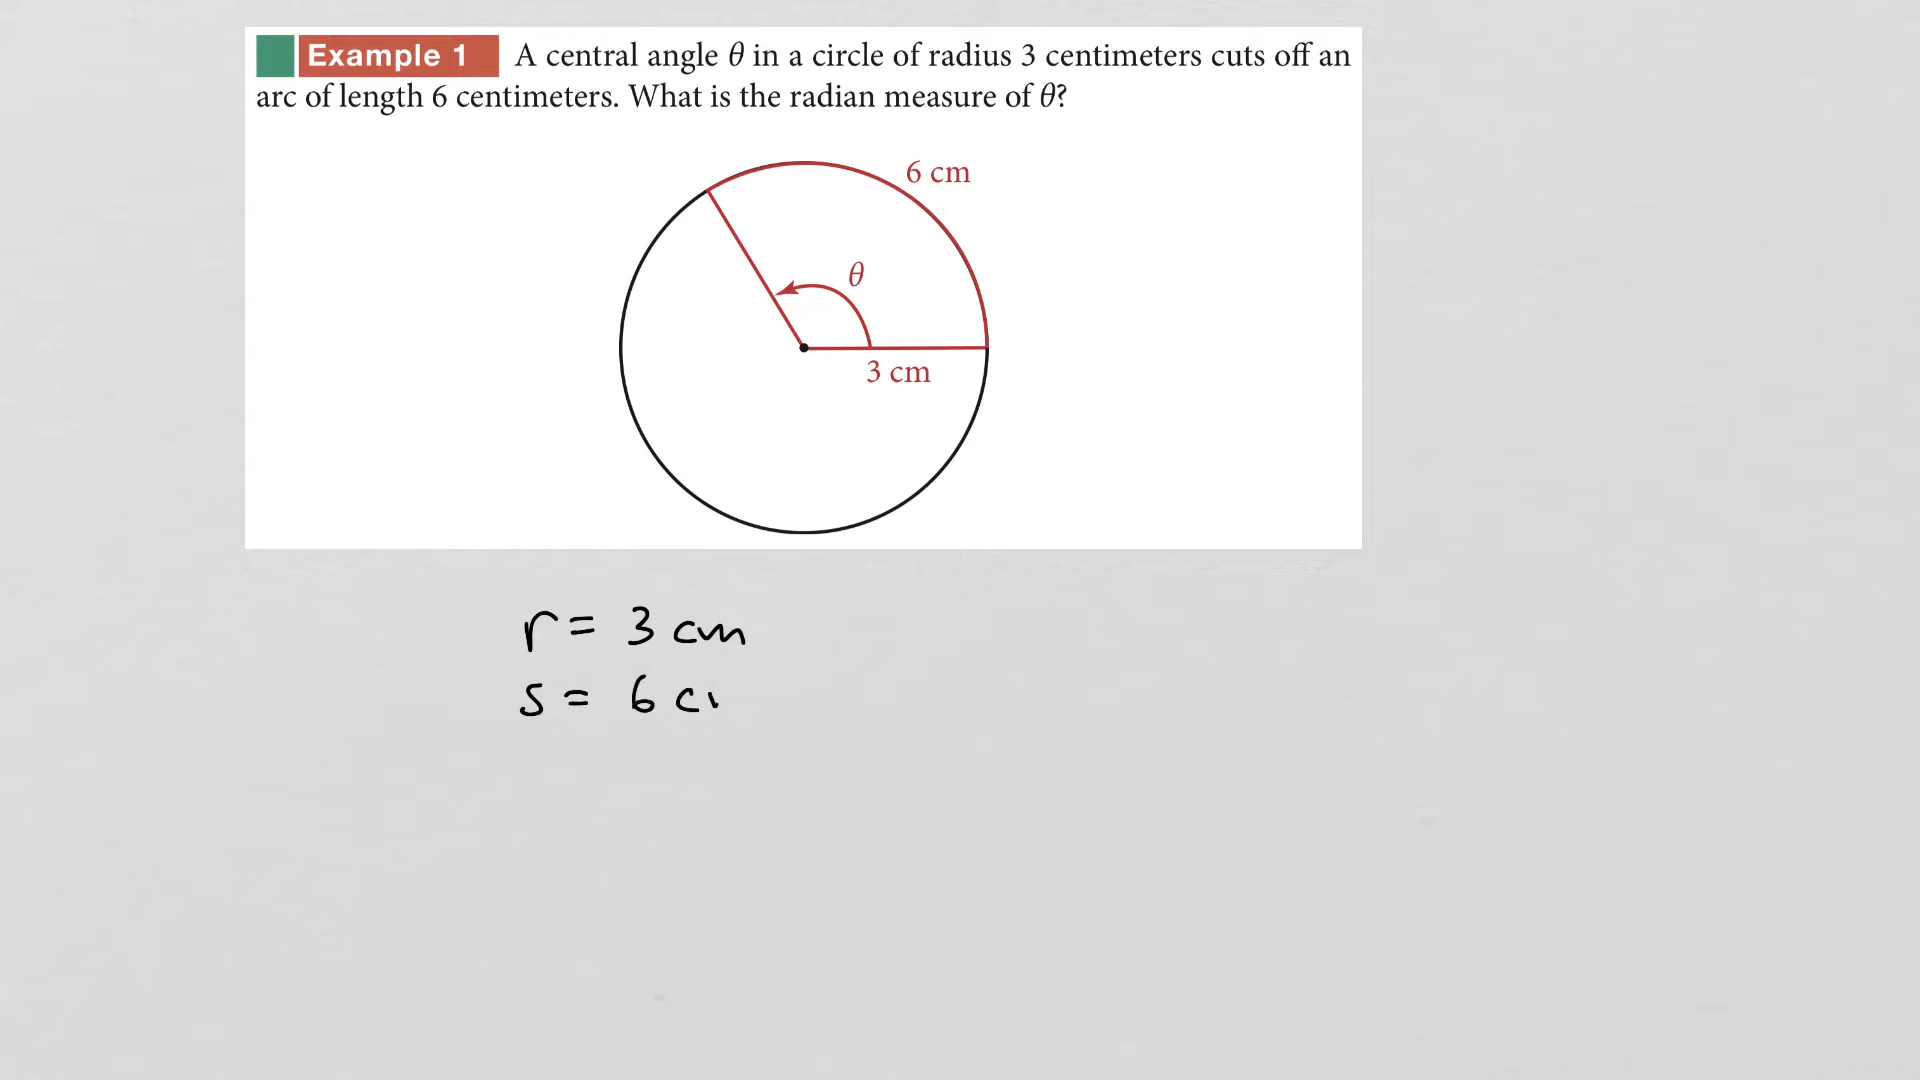 Example 1 A central angle θ in a circle of radius 3 centimeters cuts off an
arc of length 6 centimeters. What is the radian measure of θ?
6 cm
θ
3 cm
r = 3 cm
s = 6 c